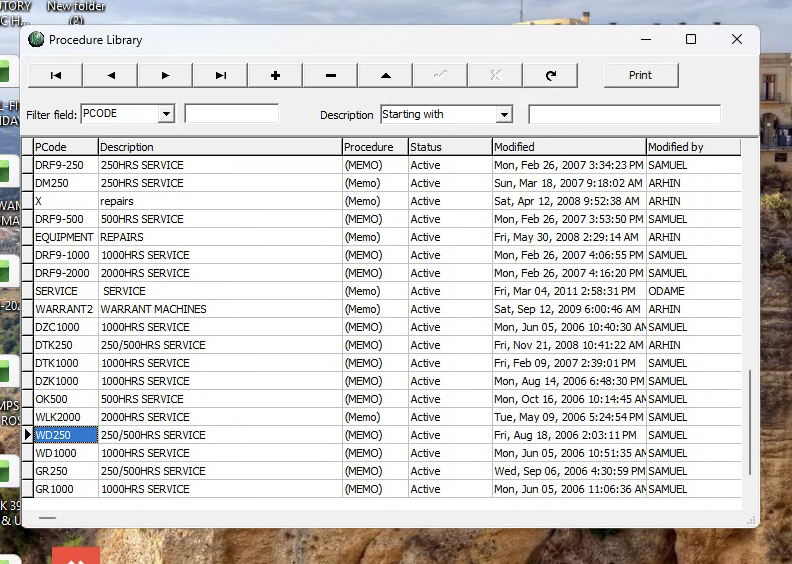 UTORY
New folder
C H...
(2)
Procedure Library
Print
Filter field: PCODE Description Starting with
PCode Description Procedure Status Modified Modified by
DRF9-250 250HRS SERVICE (MEMO) Active Mon, Feb 26, 2007 3:34:23 PM SAMUEL
DM250 250HRS SERVICE (MEMO) Active Sun, Mar 18, 2007 9:18:02 AM ARHIN
X repairs (Memo) Active Sat, Apr 12, 2008 9:52:38 AM ARHIN
DRF9-500 500HRS SERVICE (Memo) Active Mon, Feb 26, 2007 3:53:50 PM SAMUEL
EQUIPMENT REPAIRS (Memo) Active Fri, May 30, 2008 2:29:14 AM ARHIN
DRF9-1000 1000HRS SERVICE (Memo) Active Mon, Feb 26, 2007 4:06:55 PM SAMUEL
DRF9-2000 2000HRS SERVICE (Memo) Active Mon, Feb 26, 2007 4:16:20 PM SAMUEL
SERVICE SERVICE (Memo) Active Fri, Mar 04, 2011 2:58:31 PM ODAME
WARRANT2 WARRANT MACHINES (Memo) Active Sat, Sep 12, 2009 6:00:46 AM ARHIN
DZC1000 1000HRS SERVICE (Memo) Active Mon, Jun 05, 2006 10:40:30 AM SAMUEL
DTK250 250/500HRS SERVICE (Memo) Active Fri, Nov 21, 2008 10:41:22 AM ARHIN
DTK1000 1000HRS SERVICE (Memo) Active Fri, Feb 09, 2007 2:39:01 PM SAMUEL
DZK1000 1000HRS SERVICE (MEMO) Active Mon, Aug 14, 2006 6:48:30 PM SAMUEL
OK500 500HRS SERVICE (MEMO) Active Mon, Oct 16, 2006 10:14:45 AM SAMUEL
WLK2000 2000HRS SERVICE (Memo) Active Tue, May 09, 2006 5:24:54 PM SAMUEL
WD250 250/500HRS SERVICE (MEMO) Active Fri, Aug 18, 2006 2:03:11 PM SAMUEL
WD1000 1000HRS SERVICE (MEMO) Active Mon, Jun 05, 2006 10:51:35 AM SAMUEL
GR250 250/500HRS SERVICE (MEMO) Active Wed, Sep 06, 2006 4:30:59 PM SAMUEL
GR1000 1000HRS SERVICE (MEMO) Active Mon, Jun 05, 2006 11:06:36 AM SAMUEL